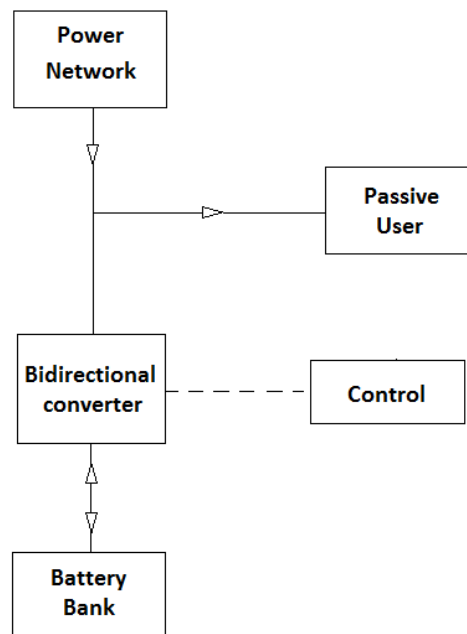 Power
Network
Passive
User
Bidirectional
converter
Control
Battery
Bank